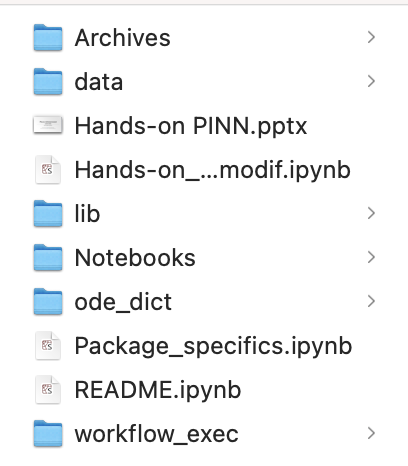 Archives
data
Hands-on PINN.pptx
Hands-on_...modif.ipynb
lib
Notebooks
ode_dict
Package_specifics.ipynb
README.ipynb
workflow_exec